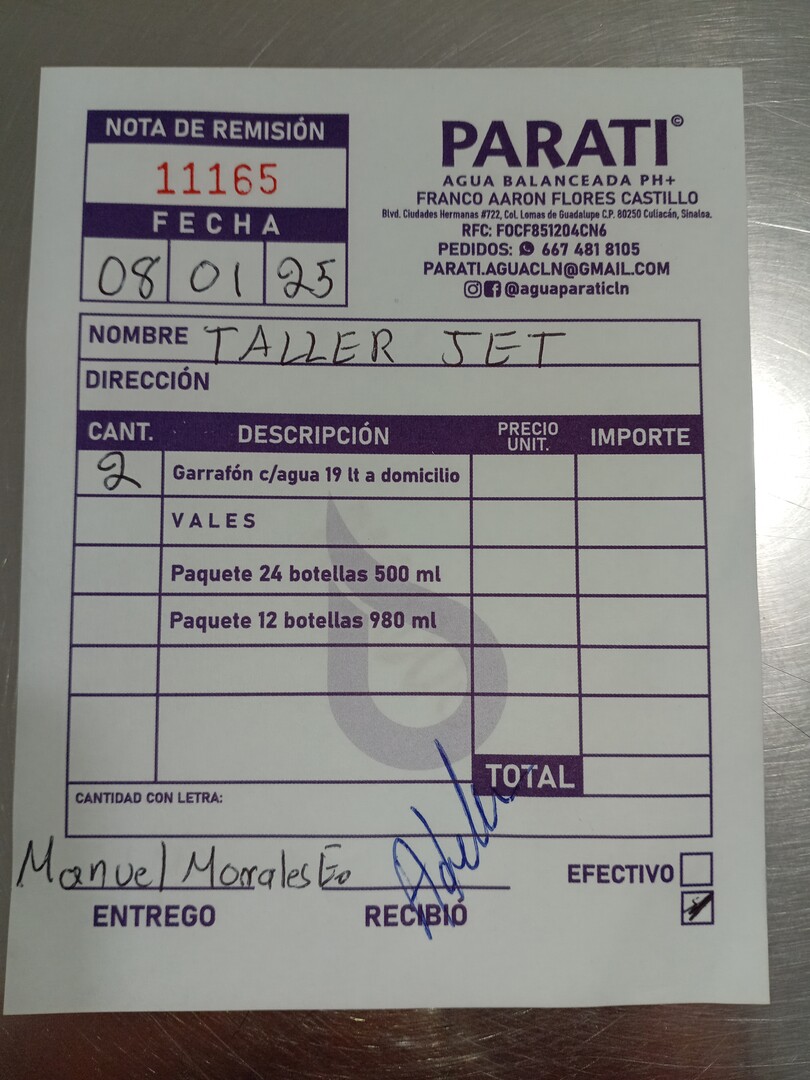 NOTA DE REMISIÓN
11165
FECHA
08 01 25
PARATI©
AGUA BALANCEADA PH+
FRANCO AARON FLORES CASTILLO
Blvd. Ciudades Hermanas #722, Col. Lomas de Guadalupe C.P. 80250 Culiacán, Sinaloa.
RFC: FOCF851204CN6
PEDIDOS: 667 481 8105
PARATI.AGUACLN@GMAIL.COM
@aguaparaticln
NOMBRE TALLER JET
DIRECCIÓN
CANT. DESCRIPCIÓN PRECIO UNIT. IMPORTE
2 Garrafón c/agua 19 lt a domicilio
VALES
Paquete 24 botellas 500 ml
Paquete 12 botellas 980 ml
TOTAL
CANTIDAD CON LETRA:
Manuel Morales
ENTREGO RECIBIÓ
EFECTIVO